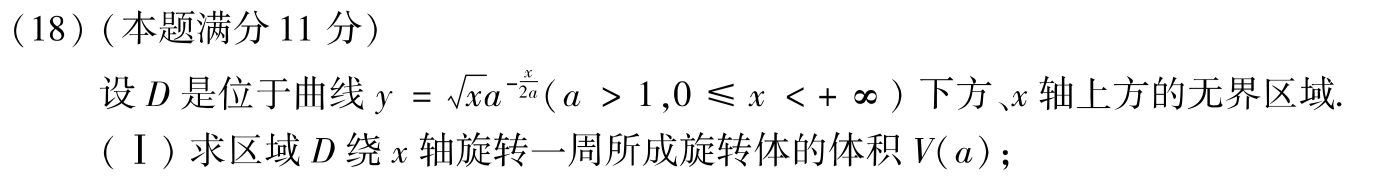 (18) (本题满分 11 分)
设 D 是位于曲线 y = √x a^{-\frac{x}{2a}} (a > 1,0 ≤ x < + ∞) 下方、x 轴上方的无界区域.
(Ⅰ) 求区域 D 绕 x 轴旋转一周所成旋转体的体积 V(a);